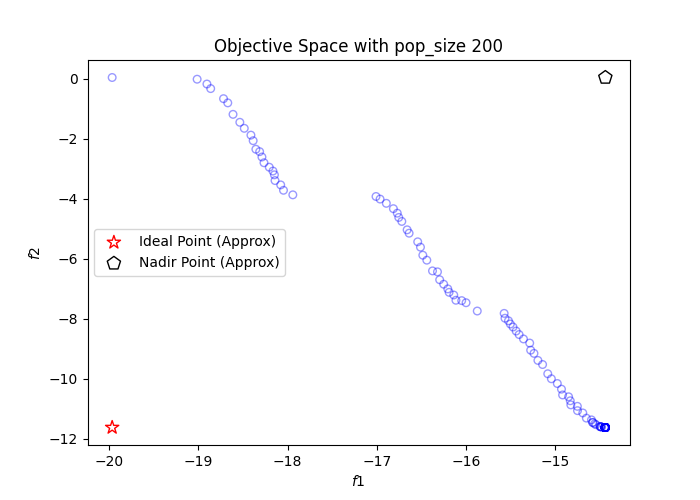 Objective Space with pop_size 200
0
−2
−4
−6
−8
−10
−12
f2
Ideal Point (Approx)
Nadir Point (Approx)
−20
−19
−18
−17
−16
−15
f1